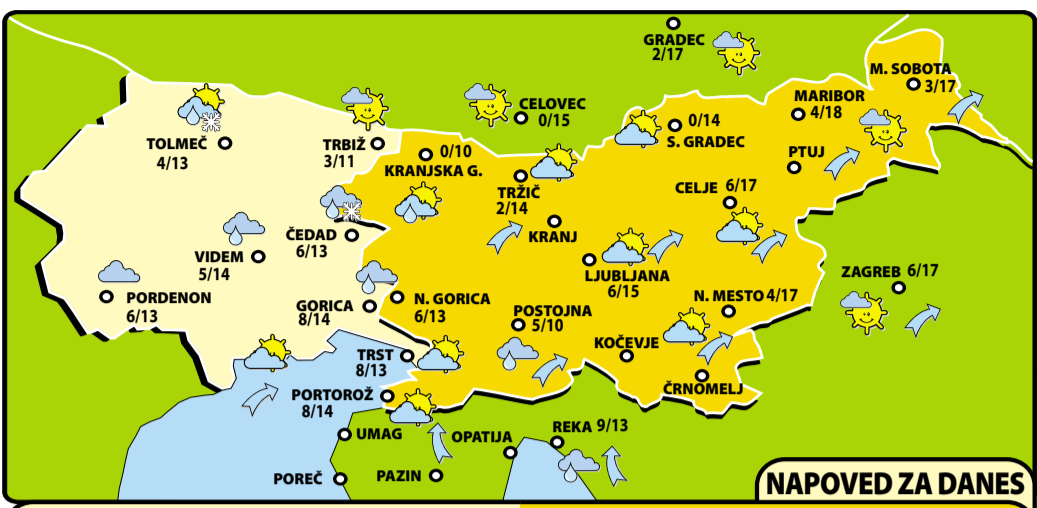 GRADEC
2/17
M. SOBOTA
3/17
MARIBOR
4/18
CELOVEC
0/15
0/14
S. GRADEC
TOLMEČ
4/13
TRBIŽ
3/11
0/10
KRANJSKA G.
PTUJ
TRŽIČ
2/14
CELJE 6/17
KRANJ
ČEDAD
6/13
VIDEM
5/14
LJUBLJANA
6/15
ZAGREB 6/17
PORDENON
6/13
GORICA
8/14
N. GORICA
6/13
N. MESTO 4/17
POSTOJNA
5/10
KOČEVJE
TRST
8/13
ČRNOMELJ
PORTOROŽ
8/14
UMAG
OPATIJA
REKA 9/13
POREČ
PAZIN
NAPOVED ZA DANES